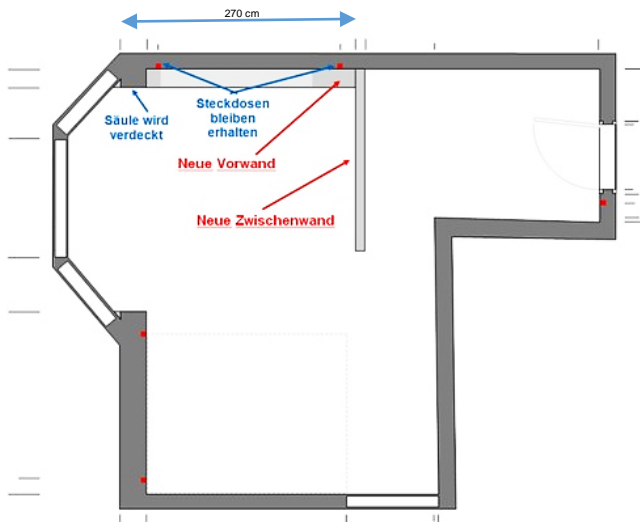 270 cm
Säule wird
verdeckt
Steckdosen
bleiben
erhalten
Neue Vorwand
Neue Zwischenwand